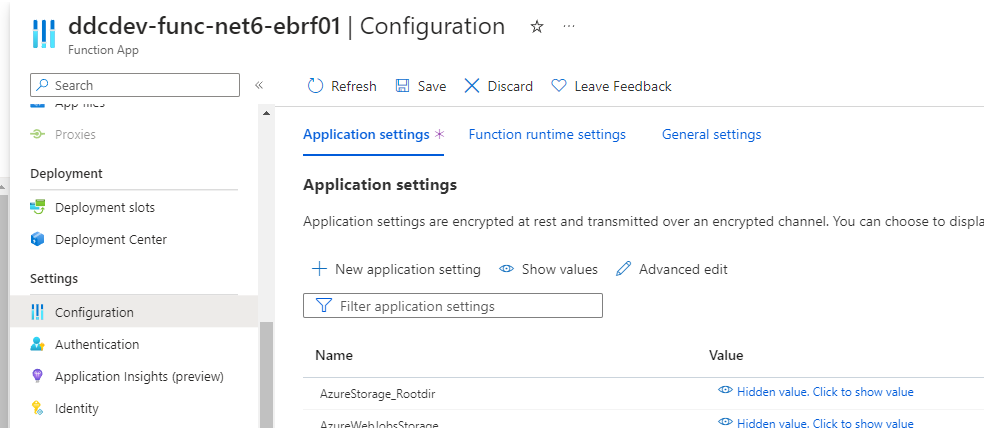 ddcdev-func-net6-ebrf01 | Configuration
Function App
Search
«
App files
Proxies
Deployment
Deployment slots
Deployment Center
Settings
Configuration
Authentication
Application Insights (preview)
Identity
Refresh Save Discard Leave Feedback
Application settings * Function runtime settings General settings
Application settings
Application settings are encrypted at rest and transmitted over an encrypted channel. You can choose to displa
New application setting Show values Advanced edit
Filter application settings
Name Value
AzureStorage_Rootdir Hidden value. Click to show value
AzureWebJobsStorage Hidden value. Click to show value